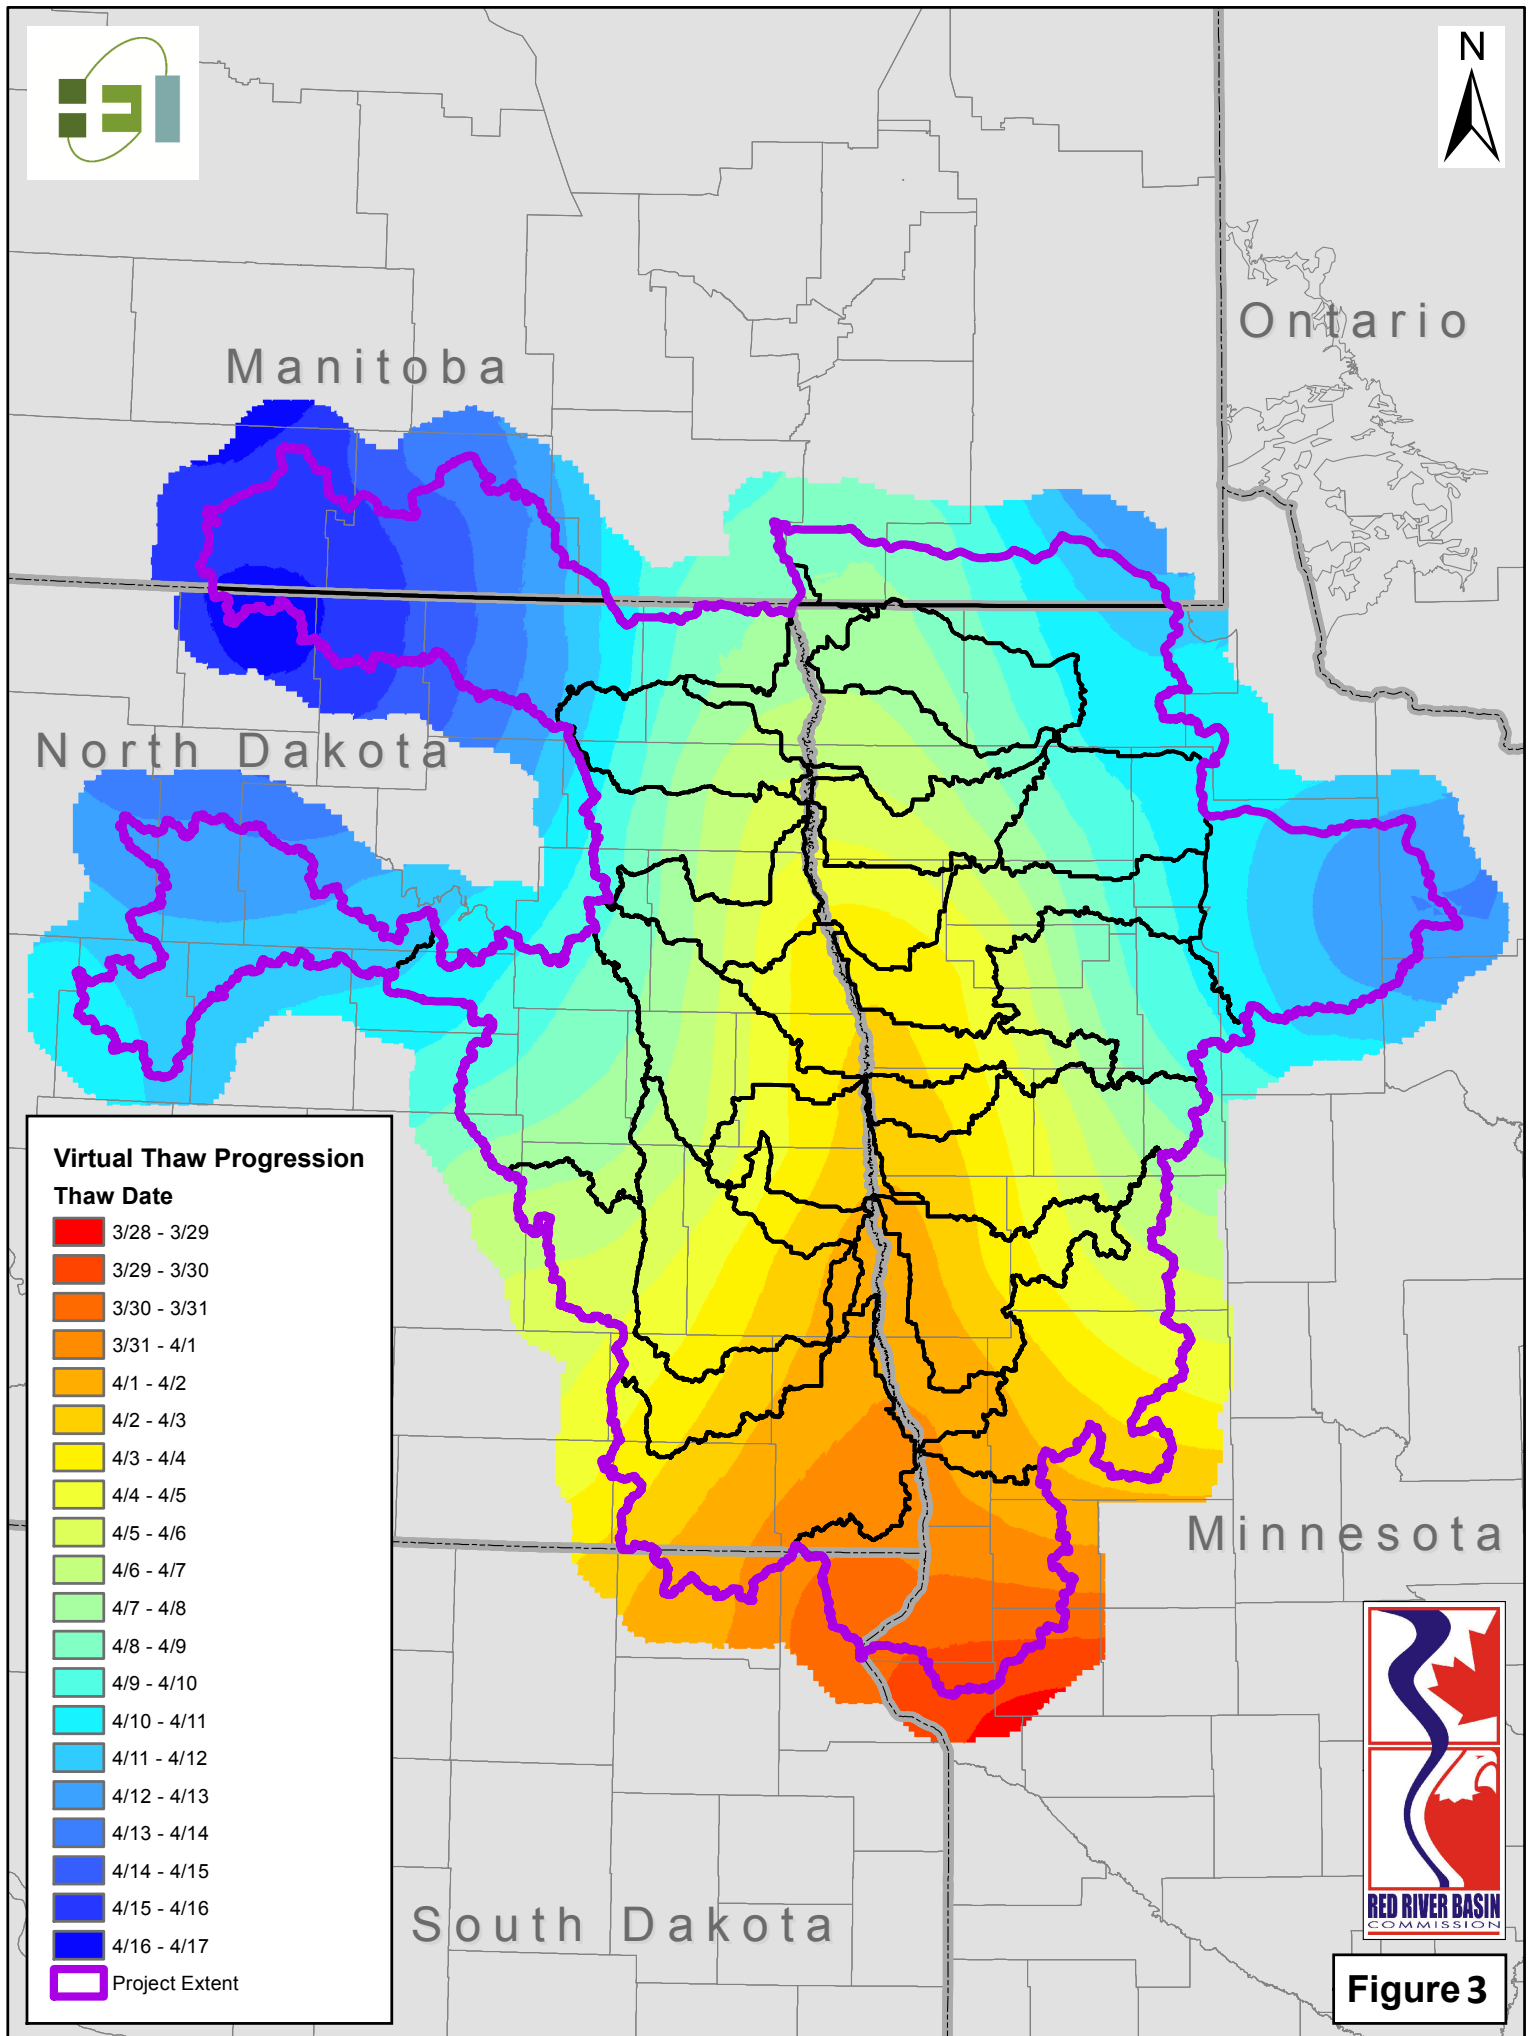 N
Ontario
Manitoba
North Dakota
Virtual Thaw Progression
Thaw Date
3/28 - 3/29
3/29 - 3/30
3/30 - 3/31
3/31 - 4/1
4/1 - 4/2
4/2 - 4/3
4/3 - 4/4
4/4 - 4/5
4/5 - 4/6
4/6 - 4/7
4/7 - 4/8
4/8 - 4/9
4/9 - 4/10
4/10 - 4/11
4/11 - 4/12
4/12 - 4/13
4/13 - 4/14
4/14 - 4/15
4/15 - 4/16
4/16 - 4/17
Project Extent
Minnesota
South Dakota
RED RIVER BASIN
COMMISSION
Figure 3